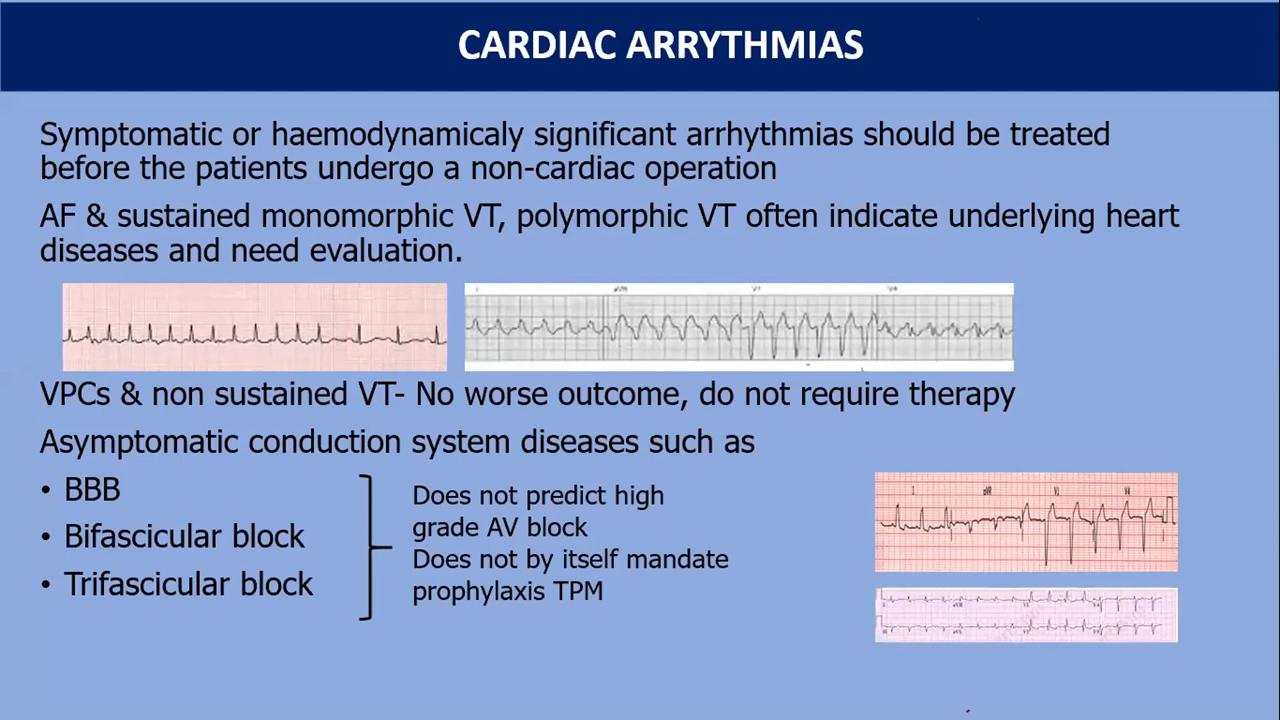 CARDIAC ARRYTHMIAS
Symptomatic or haemodynamicaly significant arrhythmias should be treated
before the patients undergo a non-cardiac operation
AF & sustained monomorphic VT, polymorphic VT often indicate underlying heart
diseases and need evaluation.
VPCs & non sustained VT- No worse outcome, do not require therapy
Asymptomatic conduction system diseases such as
• BBB
• Bifascicular block
• Trifascicular block
Does not predict high
grade AV block
Does not by itself mandate
prophylaxis TPM
I aVR V1 V4